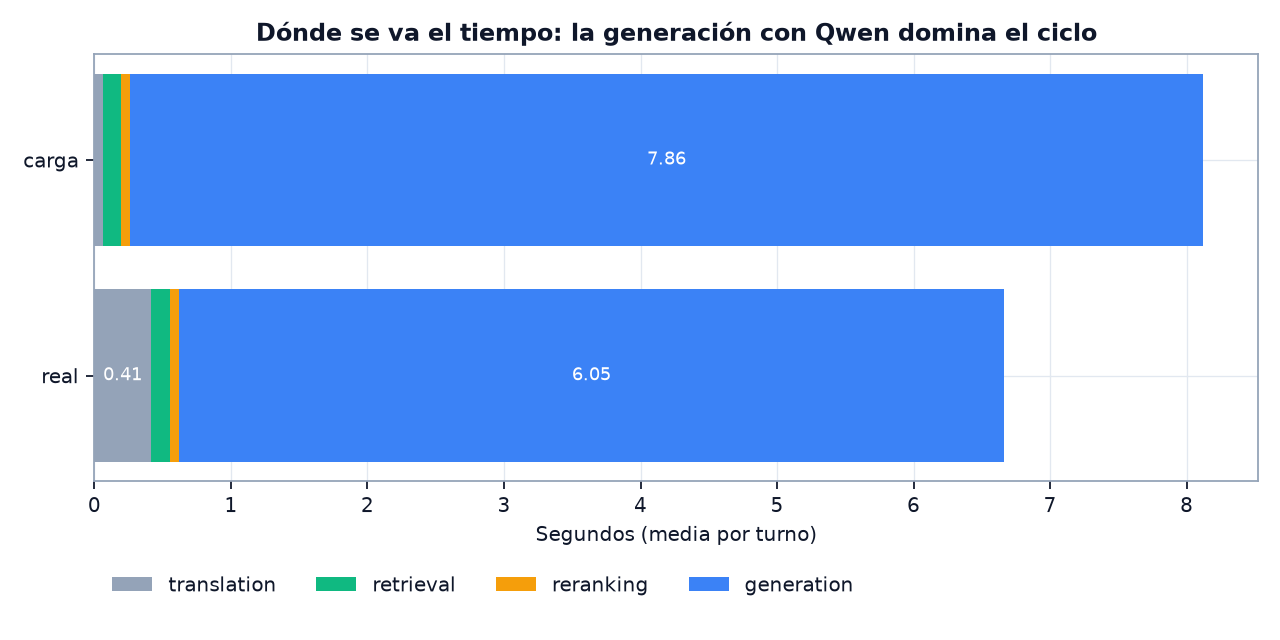 Dónde se va el tiempo: la generación con Qwen domina el ciclo
carga
7.86
real
0.41
6.05
0 1 2 3 4 5 6 7 8
Segundos (media por turno)
translation retrieval reranking generation